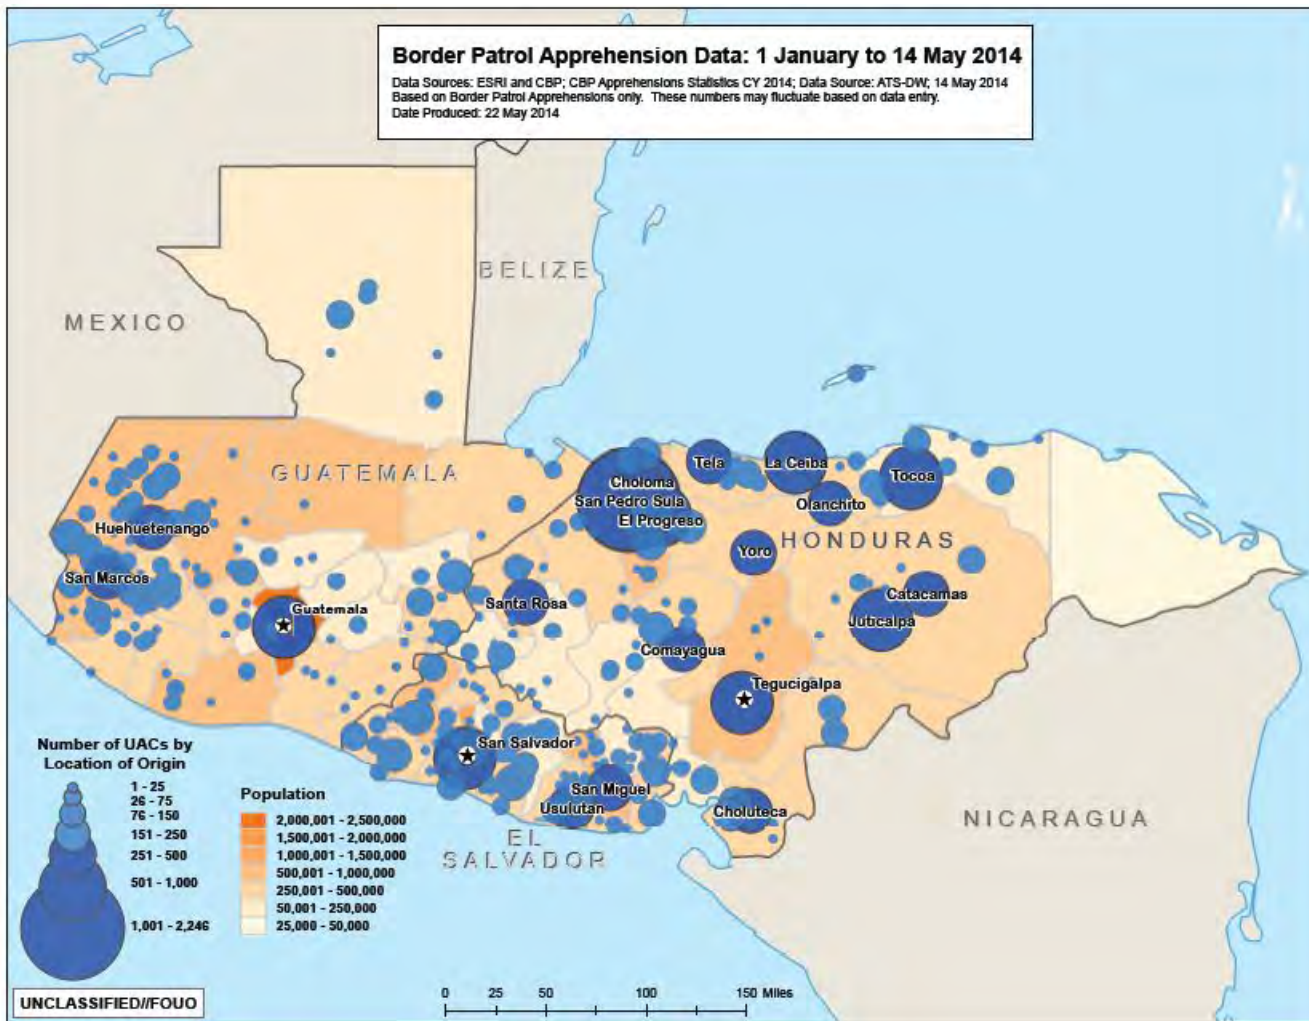 Border Patrol Apprehension Data: 1 January to 14 May 2014
Data Sources: ESRI and CBP; CBP Apprehensions Statistics CY 2014; Data Source: ATS-DW; 14 May 2014
Based on Border Patrol Apprehensions only. These numbers may fluctuate based on data entry.
Date Produced: 22 May 2014
BELIZE
MEXICO
GUATEMALA
Tela
La Ceiba
Choloma
Tocoa
San Pedro Sula
Olanchito
El Progreso
Huehuetenango
HONDURAS
Yoro
San Marcos
Catacamas
Santa Rosa
Guatemala
Juticalpa
Comayagua
Tegucigalpa
San Salvador
San Miguel
Usulutan
Choluteca
NICARAGUA
EL
SALVADOR
Number of UACs by
Location of Origin
1 - 25
26 - 75
76 - 150
151 - 250
251 - 500
501 - 1,000
1,001 - 2,246
Population
2,000,001 - 2,500,000
1,500,001 - 2,000,000
1,000,001 - 1,500,000
500,001 - 1,000,000
250,001 - 500,000
50,001 - 250,000
25,000 - 50,000
0 25 50 100 150 Miles
UNCLASSIFIED//FOUO